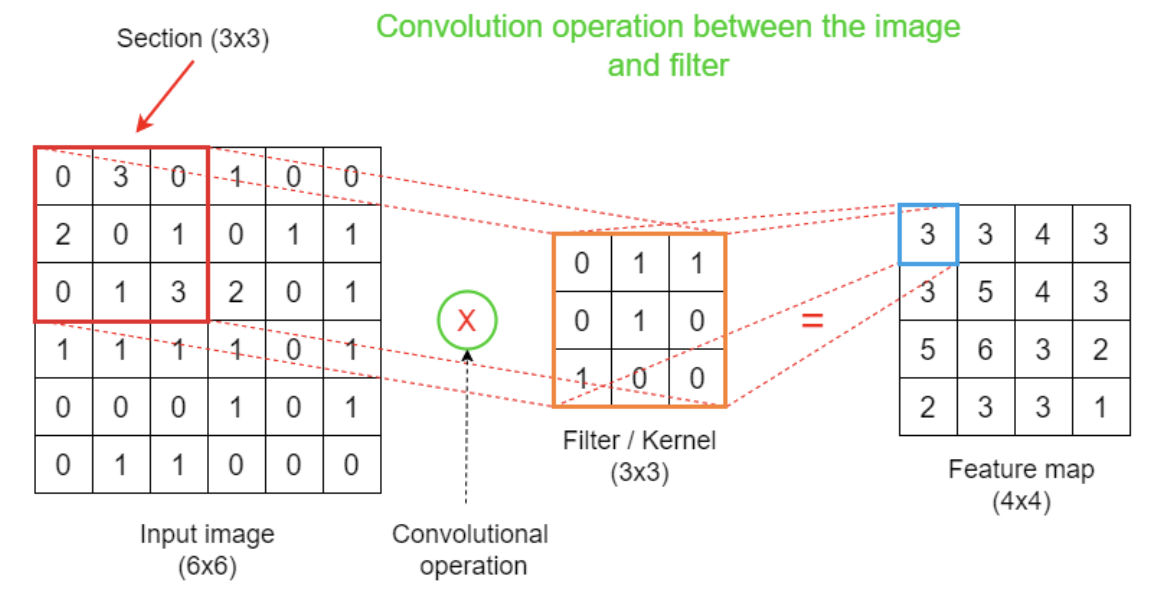 Convolution operation between the image
and filter
Section (3x3)
0 3 0 1 0 0
2 0 1 0 1 1
0 1 3 2 0 1
1 1 1 1 0 1
0 0 0 1 0 1
0 1 1 0 0 0
Input image
(6x6)
X
Convolutional
operation
0 1 1
0 1 0
1 0 0
Filter / Kernel
(3x3)
=
3 3 4 3
3 5 4 3
5 6 3 2
2 3 3 1
Feature map
(4x4)